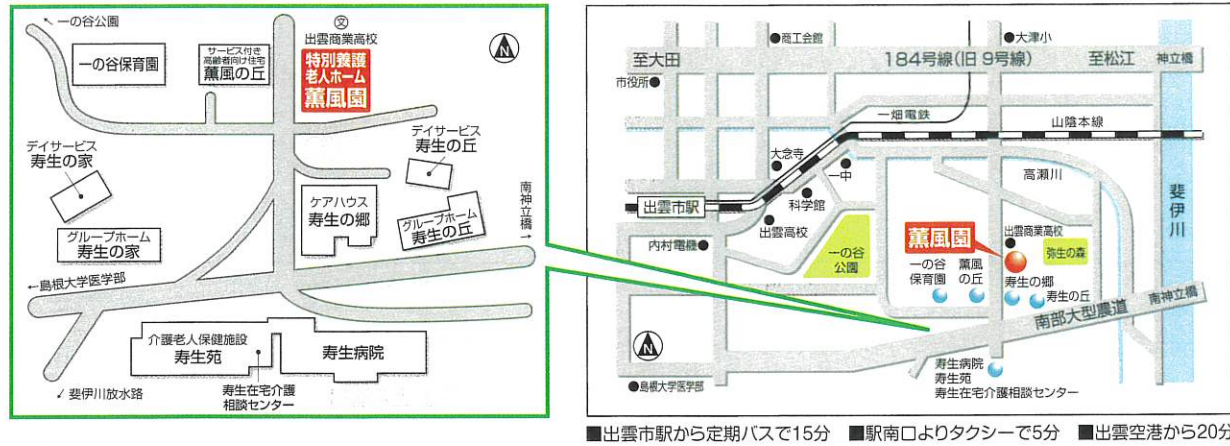 一の谷公園
文
出雲商業高校
一の谷保育園
サービス付き
高齢者向け住宅
薫風の丘
特別養護
老人ホーム
薫風園
N
デイサービス
寿生の家
デイサービス
寿生の丘
ケアハウス
寿生の郷
グループホーム
寿生の丘
南神立橋
グループホーム
寿生の家
←島根大学医学部
介護老人保健施設
寿生苑
寿生病院
寿生在宅介護
相談センター
斐伊川放水路
商工会館
大津小
至大田
184号線(旧9号線)
至松江
神立橋
市役所
一畑電鉄
山陰本線
大念寺
一中
高瀬川
斐伊川
出雲市駅
科学館
出雲高校
内村電機
一の谷
公園
薫風園
出雲商業高校
弥生の森
一の谷
保育園
薫風
の丘
寿生の郷
寿生の丘
南部大型農道
南神立橋
N
島根大学医学部
寿生病院
寿生苑
寿生在宅介護相談センター
■出雲市駅から定期バスで15分 ■駅南口よりタクシーで5分 ■出雲空港から20分